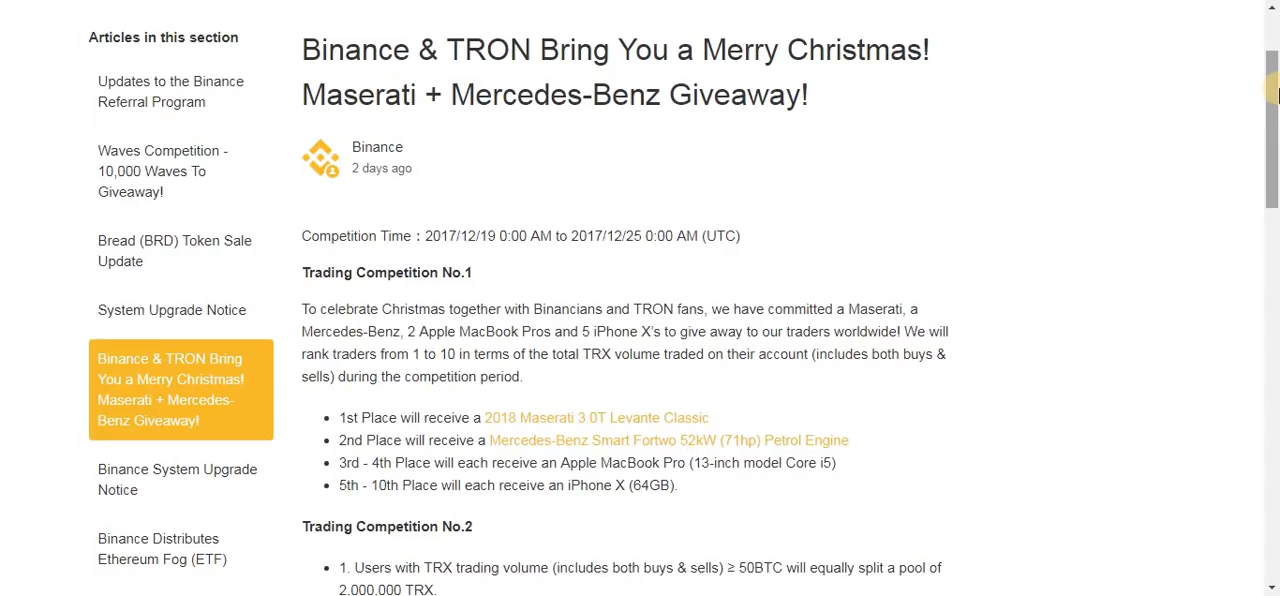 Articles in this section
Updates to the Binance
Referral Program
Waves Competition -
10,000 Waves To
Giveaway!
Bread (BRD) Token Sale
Update
System Upgrade Notice
Binance & TRON Bring
You a Merry Christmas!
Maserati + Mercedes-
Benz Giveaway!
Binance System Upgrade
Notice
Binance Distributes
Ethereum Fog (ETF)
Binance & TRON Bring You a Merry Christmas!
Maserati + Mercedes-Benz Giveaway!
Binance
2 days ago
Competition Time：2017/12/19 0:00 AM to 2017/12/25 0:00 AM (UTC)
Trading Competition No.1
To celebrate Christmas together with Binancians and TRON fans, we have committed a Maserati, a
Mercedes-Benz, 2 Apple MacBook Pros and 5 iPhone X's to give away to our traders worldwide! We will
rank traders from 1 to 10 in terms of the total TRX volume traded on their account (includes both buys &
sells) during the competition period.
• 1st Place will receive a 2018 Maserati 3.0T Levante Classic
• 2nd Place will receive a Mercedes-Benz Smart Fortwo 52kW (71hp) Petrol Engine
• 3rd - 4th Place will each receive an Apple MacBook Pro (13-inch model Core i5)
• 5th - 10th Place will each receive an iPhone X (64GB).
Trading Competition No.2
• 1. Users with TRX trading volume (includes both buys & sells) ≥ 50BTC will equally split a pool of
2,000,000 TRX.